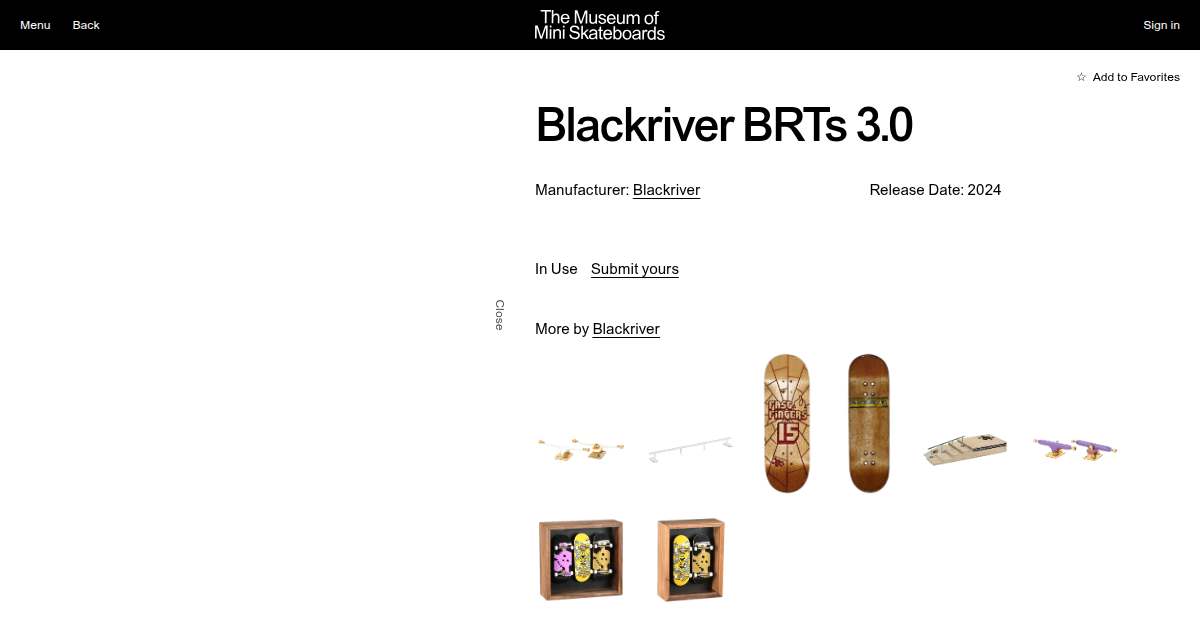 Menu
Back
The Museum of
Mini Skateboards
Sign in
☆ Add to Favorites
Blackriver BRTs 3.0
Manufacturer: Blackriver
Release Date: 2024
In Use
Submit yours
Close
More by Blackriver
FAST
FINGERS
15